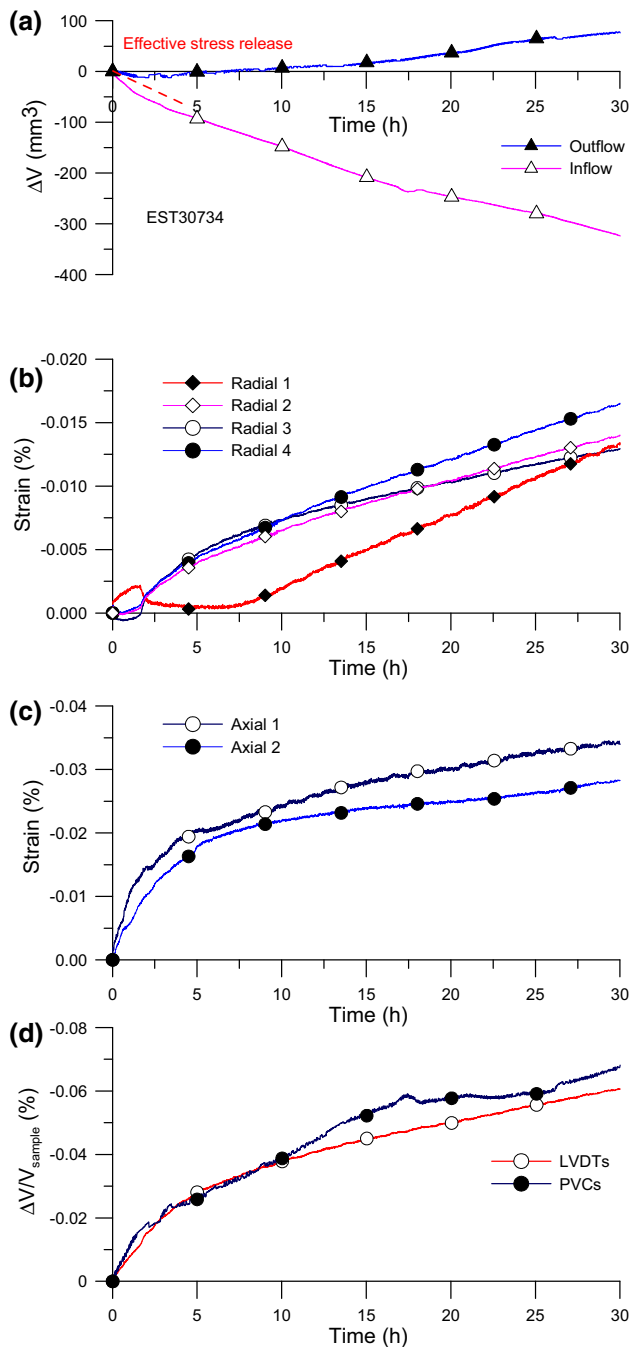 (a)
100
0
-100
-200
-300
-400
ΔV (mm³)
Effective stress release
0 5 10 15 20 25 30
Time (h)
Outflow
Inflow
EST30734
(b)
-0.020
-0.015
-0.010
-0.005
0.000
Strain (%)
Radial 1
Radial 2
Radial 3
Radial 4
0 5 10 15 20 25 30
Time (h)
(c)
-0.04
-0.03
-0.02
-0.01
0.00
Strain (%)
Axial 1
Axial 2
0 5 10 15 20 25 30
Time (h)
(d)
-0.08
-0.06
-0.04
-0.02
0
ΔV/Vsample (%)
LVDTs
PVCs
0 5 10 15 20 25 30
Time (h)